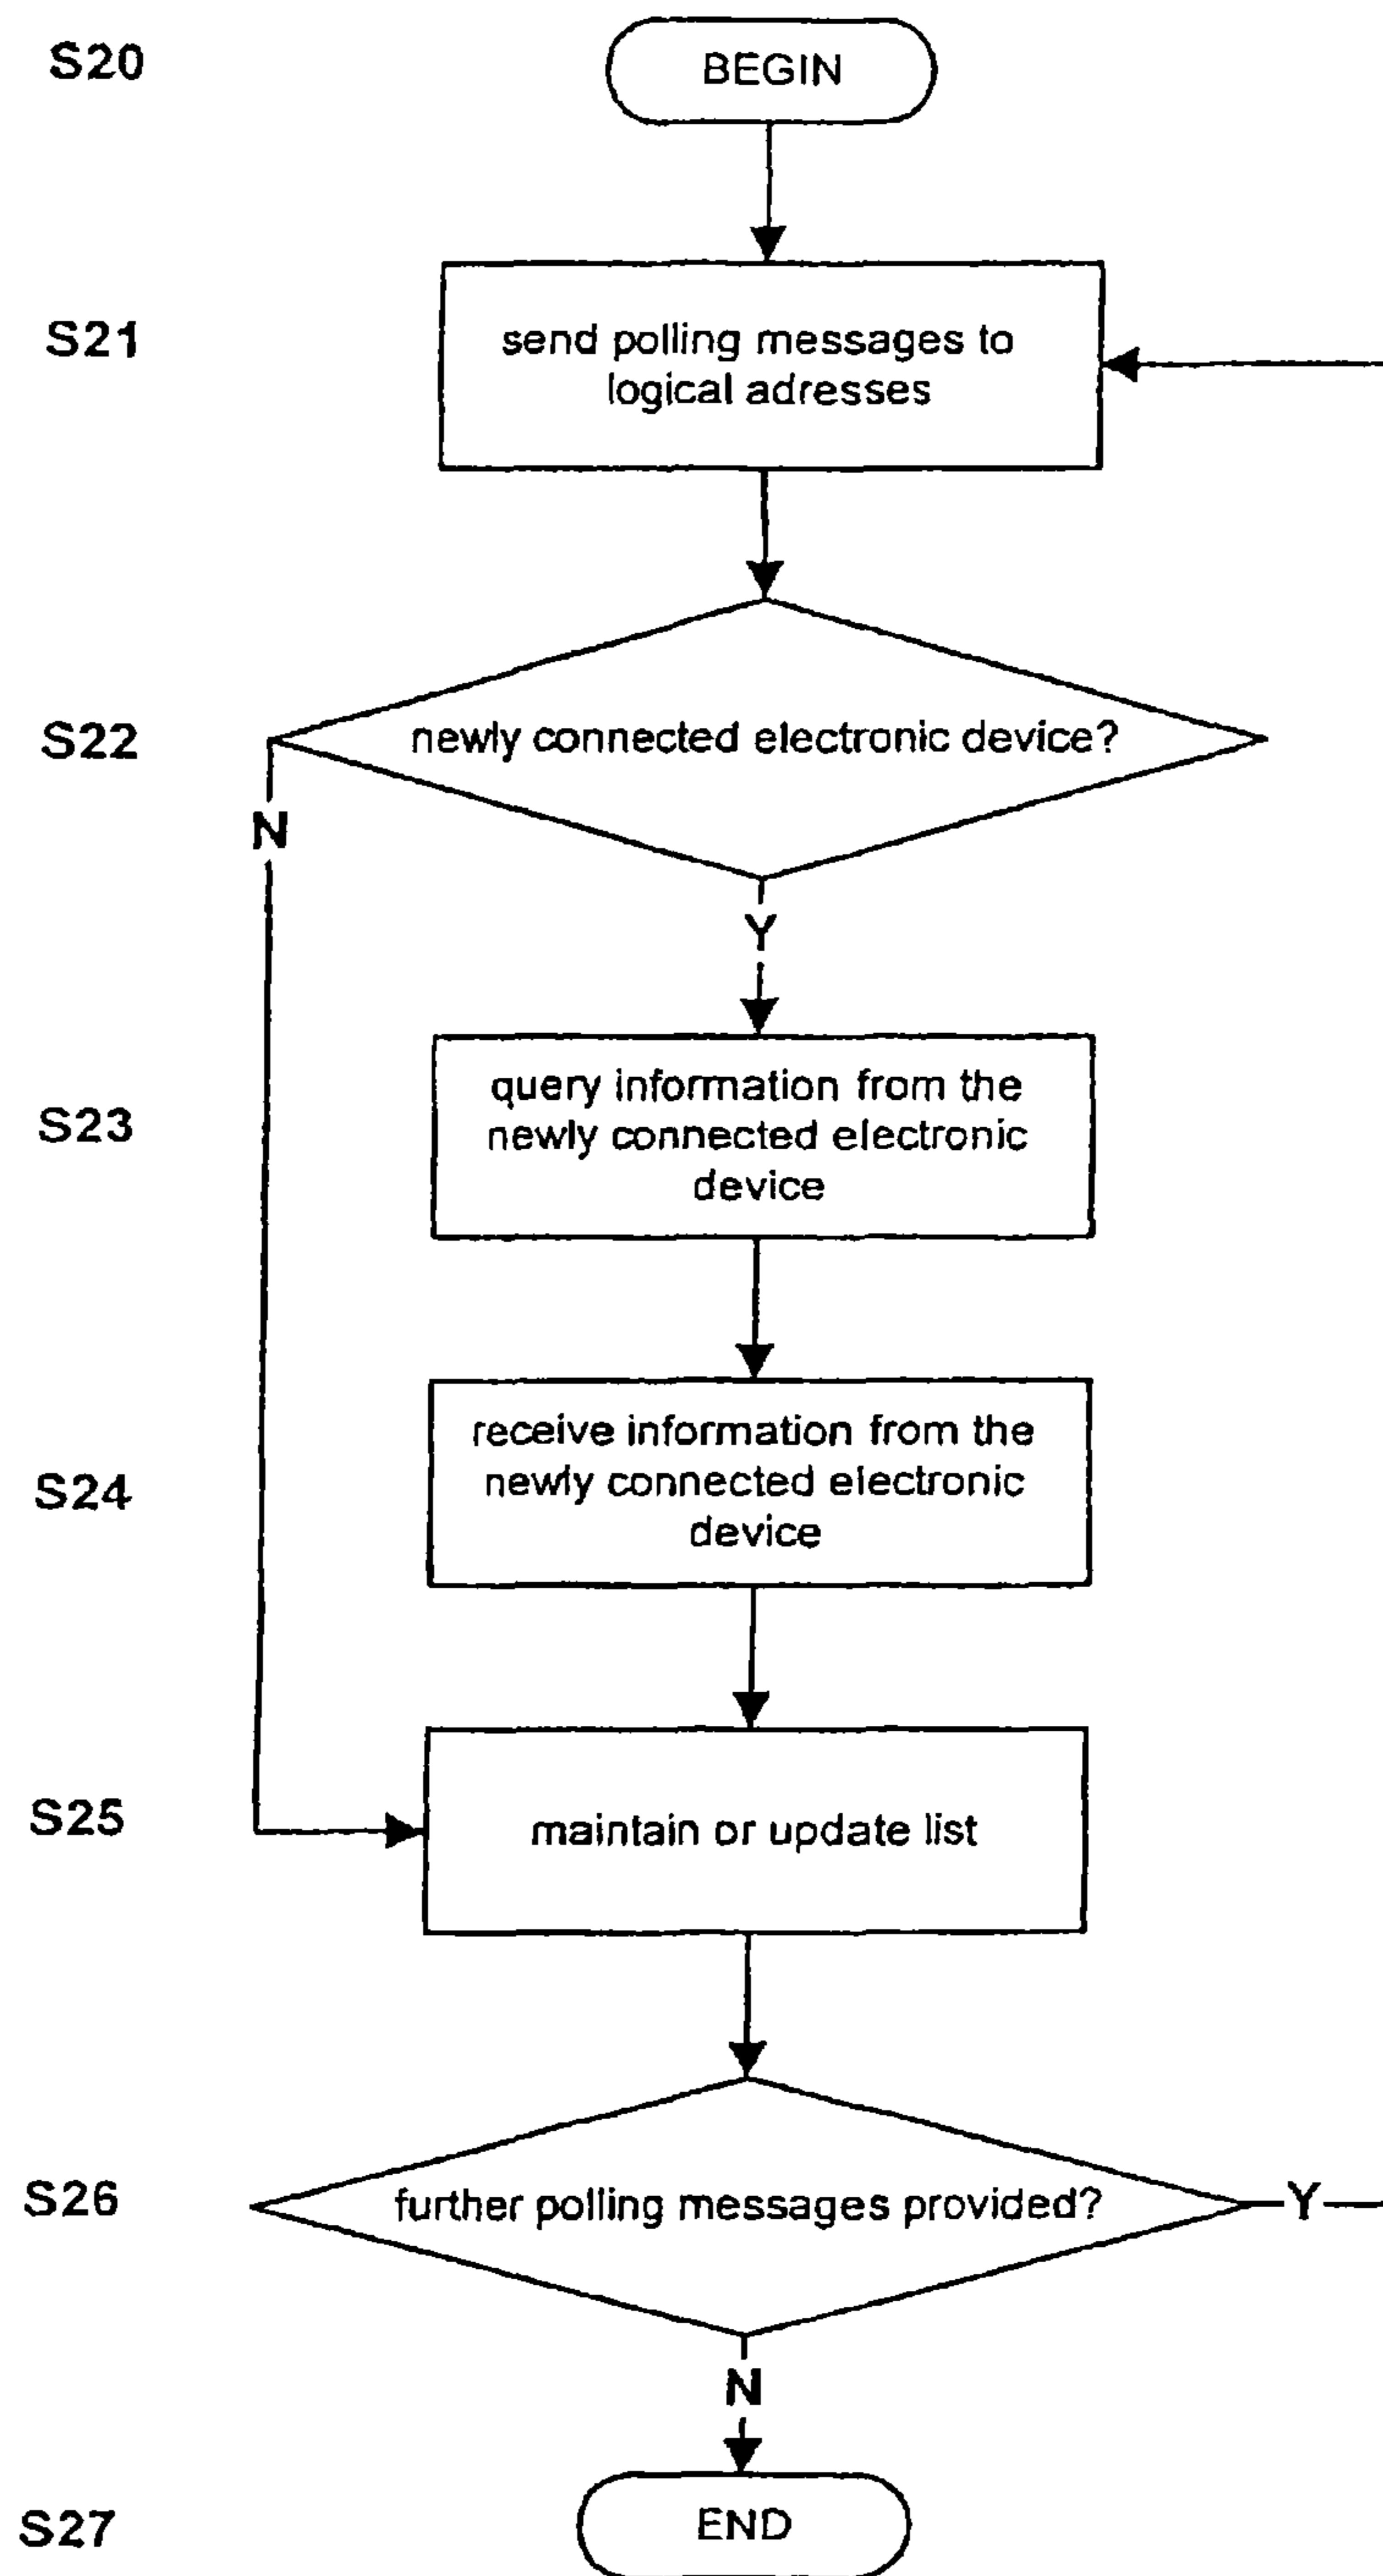 S20
BEGIN
S21
send polling messages to
logical adresses
S22
newly connected electronic device?
N
Y
S23
query information from the
newly connected electronic
device
S24
receive information from the
newly connected electronic
device
S25
maintain or update list
S26
further polling messages provided?
Y
N
S27
END